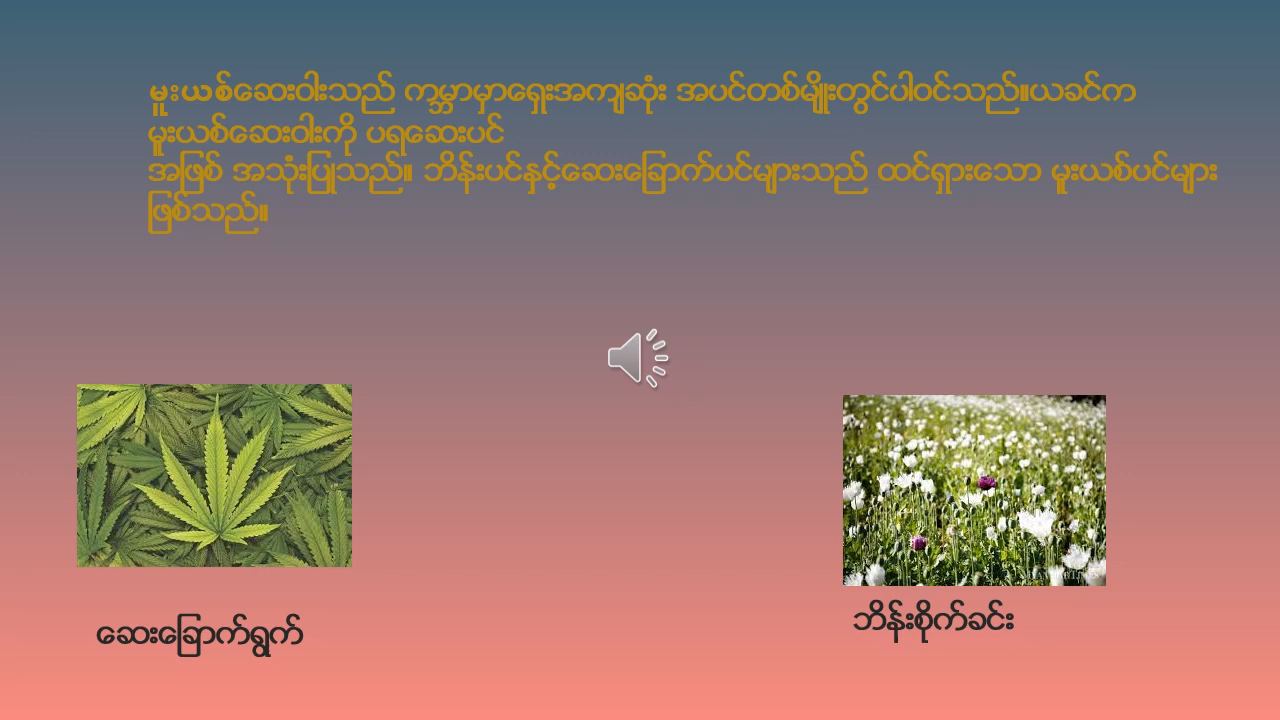 မူးယစ်ဆေးဝါးသည် ကမ္ဘာမှာရှေးအကျဆုံး အပင်တစ်မျိုးတွင်ပါဝင်သည်။ယခင်က
မူးယစ်ဆေးဝါးကို ပရဆေးပင်
အဖြစ် အသုံးပြုသည်။ ဘိန်းပင်နှင့်ဆေးခြောက်ပင်များသည် ထင်ရှားသော မူးယစ်ပင်များ
ဖြစ်သည်။
ဆေးခြောက်ရွက်
ဘိန်းစိုက်ခင်း